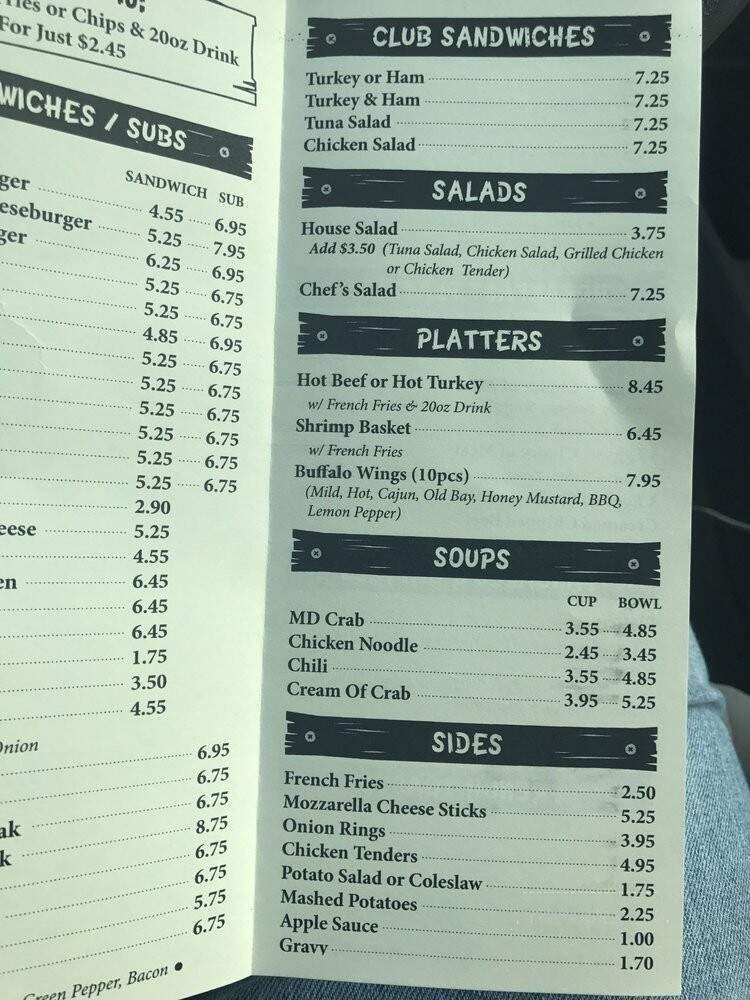 or Chips & 20oz Drink
For Just $2.45
/ SUBS
SANDWICH SUB
4.55 6.95
5.25 7.95
6.25 6.95
5.25 6.75
5.25 6.75
4.85 6.95
5.25 6.75
5.25 6.75
5.25 6.75
5.25 6.75
5.25 6.75
5.25 6.75
2.90
5.25
4.55
6.45
6.45
6.45
1.75
3.50
4.55
Onion
6.95
6.75
6.75
8.75
6.75
6.75
5.75
6.75
Green Pepper, Bacon •
CLUB SANDWICHES
Turkey or Ham 7.25
Turkey & Ham 7.25
Tuna Salad 7.25
Chicken Salad 7.25
SALADS
House Salad 3.75
Add $3.50 (Tuna Salad, Chicken Salad, Grilled Chicken
or Chicken Tender)
Chef's Salad 7.25
PLATTERS
Hot Beef or Hot Turkey 8.45
w/ French Fries & 20oz Drink
Shrimp Basket 6.45
w/ French Fries
Buffalo Wings (10pcs) 7.95
(Mild, Hot, Cajun, Old Bay, Honey Mustard, BBQ,
Lemon Pepper)
SOUPS
CUP BOWL
MD Crab 3.55 4.85
Chicken Noodle 2.45 3.45
Chili 3.55 4.85
Cream Of Crab 3.95 5.25
SIDES
French Fries 2.50
Mozzarella Cheese Sticks 5.25
Onion Rings 3.95
Chicken Tenders 4.95
Potato Salad or Coleslaw 1.75
Mashed Potatoes 2.25
Apple Sauce 1.00
Gravy 1.70